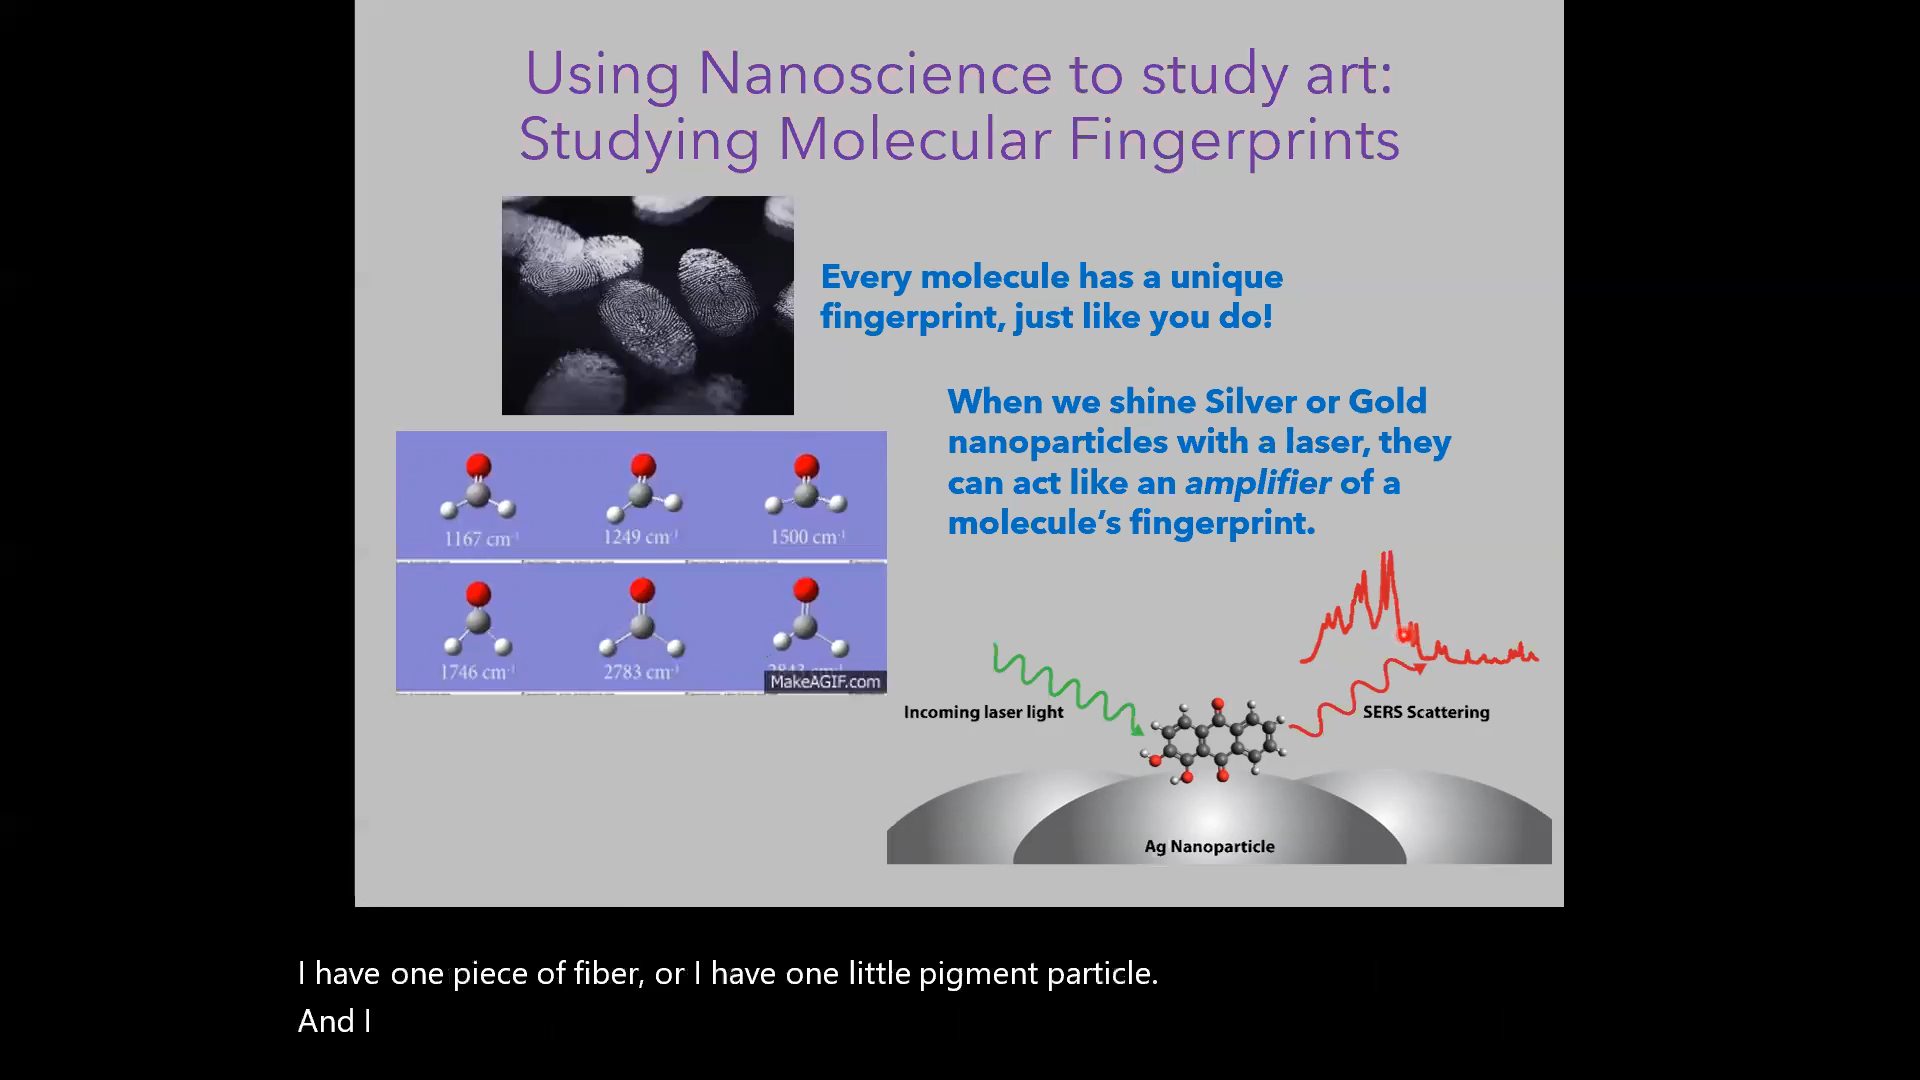 Using Nanoscience to study art:
Studying Molecular Fingerprints
Every molecule has a unique
fingerprint, just like you do!
When we shine Silver or Gold
nanoparticles with a laser, they
can act like an amplifier of a
molecule's fingerprint.
1167 cm⁻¹
1249 cm⁻¹
1500 cm⁻¹
1746 cm⁻¹
2783 cm⁻¹
2843 cm⁻¹
MakeAGIF.com
Incoming laser light
SERS Scattering
Ag Nanoparticle
I have one piece of fiber, or I have one little pigment particle.
And I